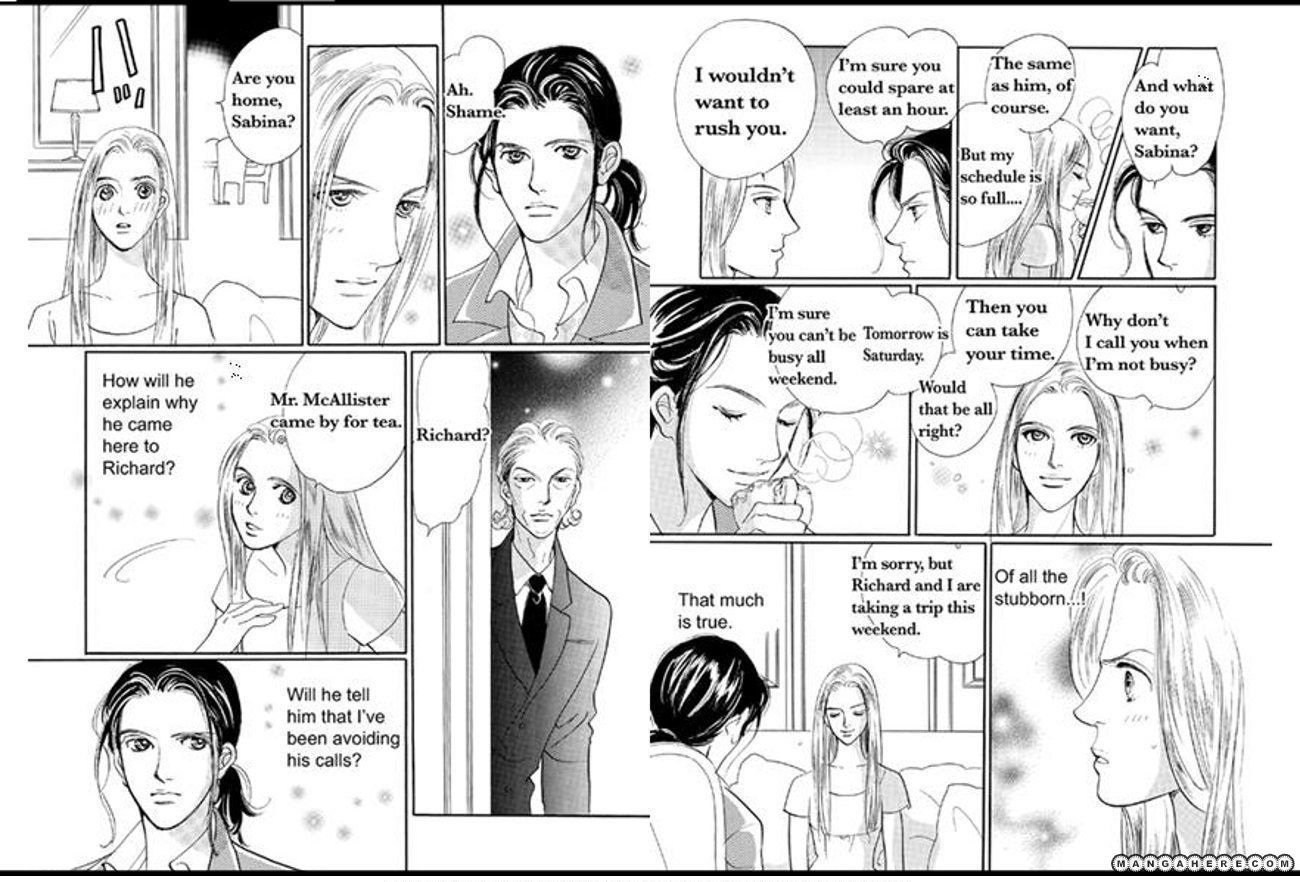 And what
do you
want,
Sabina?
The same
as him, of
course.
But my
schedule is
so full....
I'm sure you
could spare at
least an hour.
I wouldn't
want to
rush you.
Why don't
I call you when
I'm not busy?
Then you
can take
your time.
Would
that be all
right?
Tomorrow is
Saturday.
I'm sure
you can't be
busy all
weekend.
Of all the
stubborn...!
I'm sorry, but
Richard and I are
taking a trip this
weekend.
That much
is true.
Ah.
Shame.
Are you
home,
Sabina?
!!
Richard?
Mr. McAllister
came by for tea.
How will he
explain why
he came
here to
Richard?
Will he tell
him that I've
been avoiding
his calls?
MANGAHERE.COM